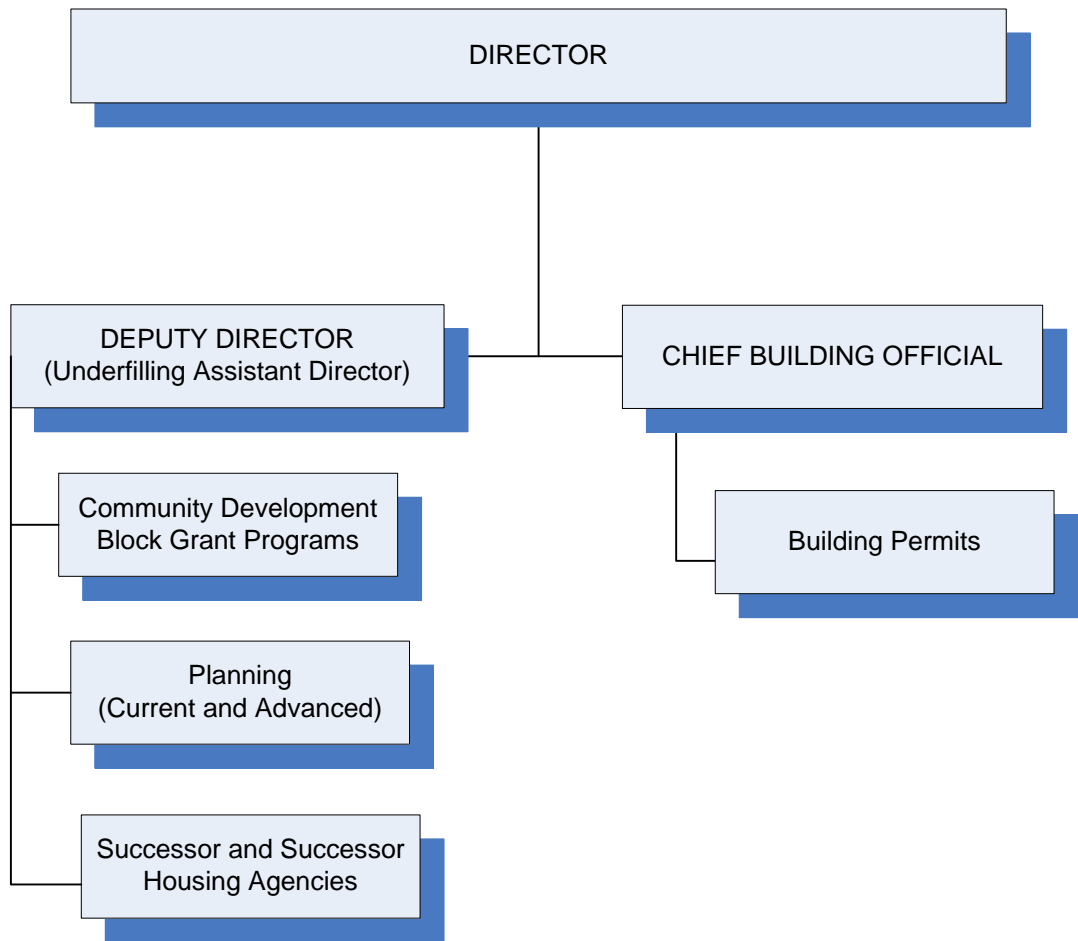 DIRECTOR
DEPUTY DIRECTOR
(Underfilling Assistant Director)
CHIEF BUILDING OFFICIAL
Community Development
Block Grant Programs
Building Permits
Planning
(Current and Advanced)
Successor and Successor
Housing Agencies